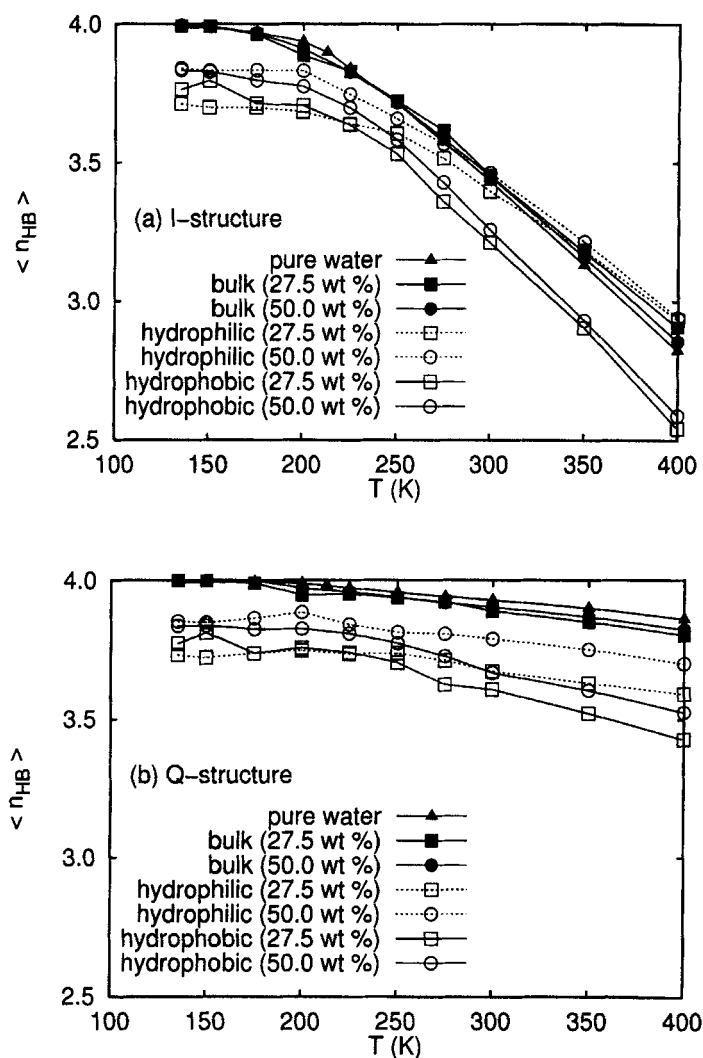 4.0
3.5
3.0
2.5
< nHB >
(a) I-structure
pure water
bulk (27.5 wt %)
bulk (50.0 wt %)
hydrophilic (27.5 wt %)
hydrophilic (50.0 wt %)
hydrophobic (27.5 wt %)
hydrophobic (50.0 wt %)
100 150 200 250 300 350 400
T (K)
4.0
3.5
3.0
2.5
< nHB >
(b) Q-structure
pure water
bulk (27.5 wt %)
bulk (50.0 wt %)
hydrophilic (27.5 wt %)
hydrophilic (50.0 wt %)
hydrophobic (27.5 wt %)
hydrophobic (50.0 wt %)
100 150 200 250 300 350 400
T (K)